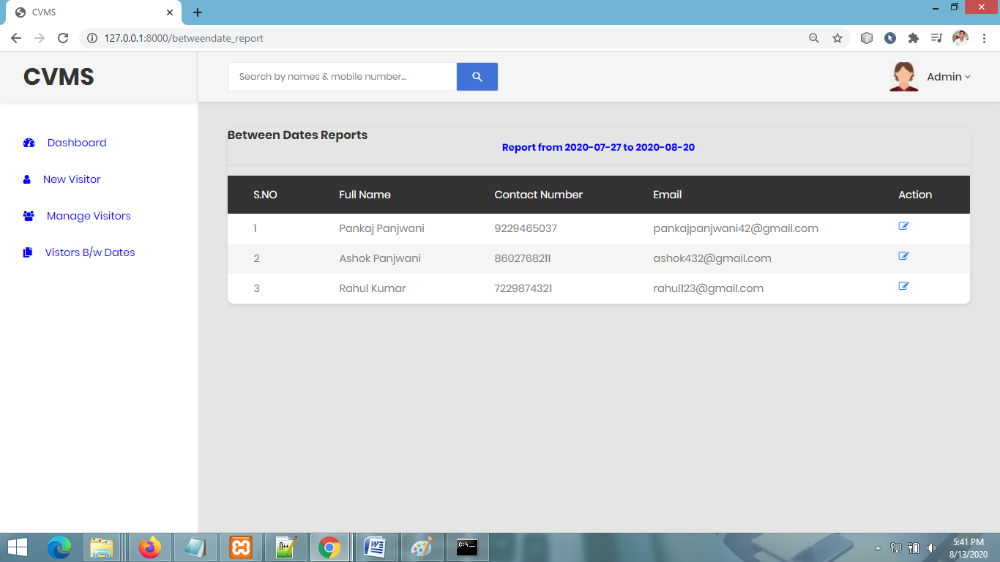 CVMS
127.0.0.1:8000/betweendate_report
CVMS
Search by names & mobile number...
Admin
Dashboard
New Visitor
Manage Visitors
Vistors B/w Dates
Between Dates Reports
Report from 2020-07-27 to 2020-08-20
S.NO Full Name Contact Number Email Action
1 Pankaj Panjwani 9229465037 pankajpanjwani42@gmail.com
2 Ashok Panjwani 8602768211 ashok432@gmail.com
3 Rahul Kumar 7229874321 rahul123@gmail.com
5:41 PM
8/13/2020